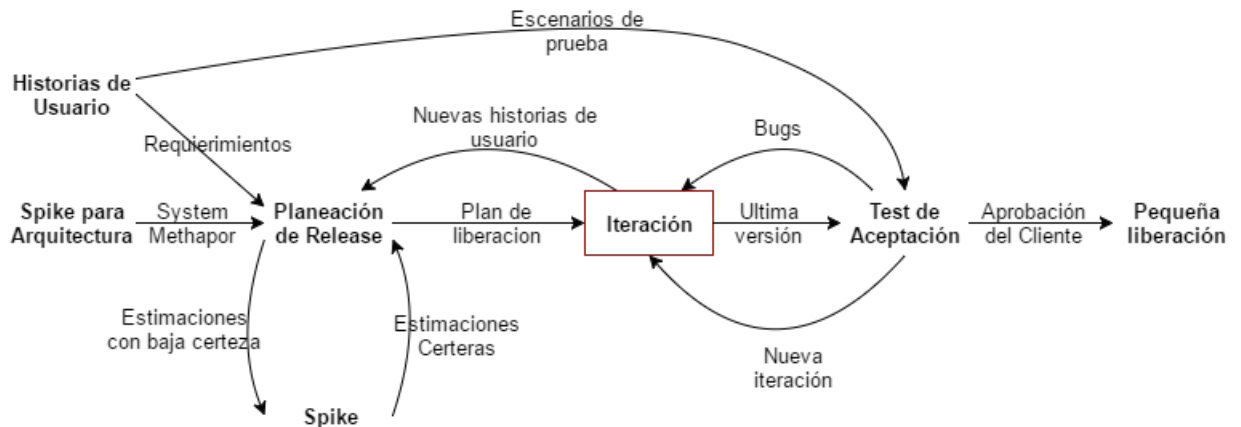 Escenarios de
prueba
Historias de
Usuario
Nuevas historias de
usuario
Bugs
Requierimientos
Spike para
Arquitectura
System
Methapor
Planeación
de Release
Plan de
liberacion
Iteración
Ultima
versión
Test de
Aceptación
Aprobación
del Cliente
Pequeña
liberación
Estimaciones
con baja certeza
Estimaciones
Certeras
Nueva
iteración
Spike